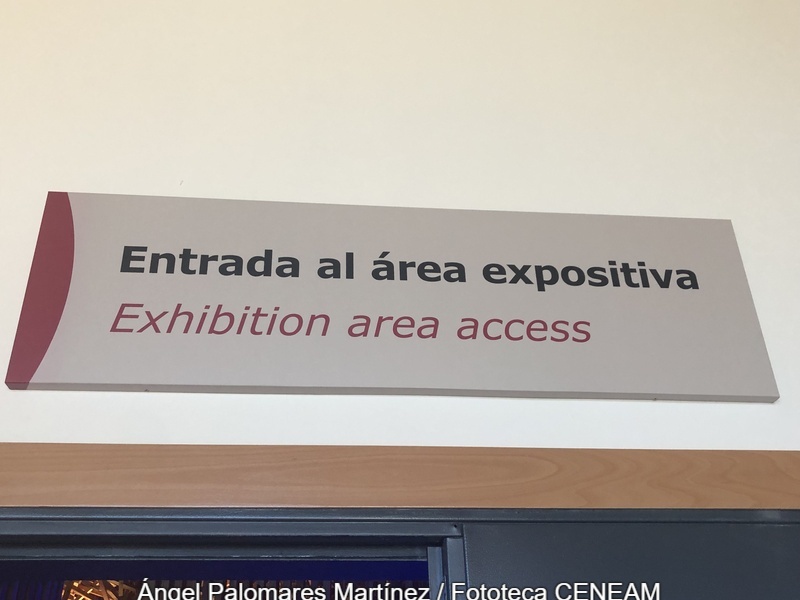 Entrada al área expositiva
Exhibition area access
Ángel Palomares Martínez / Fototeca CENEAM